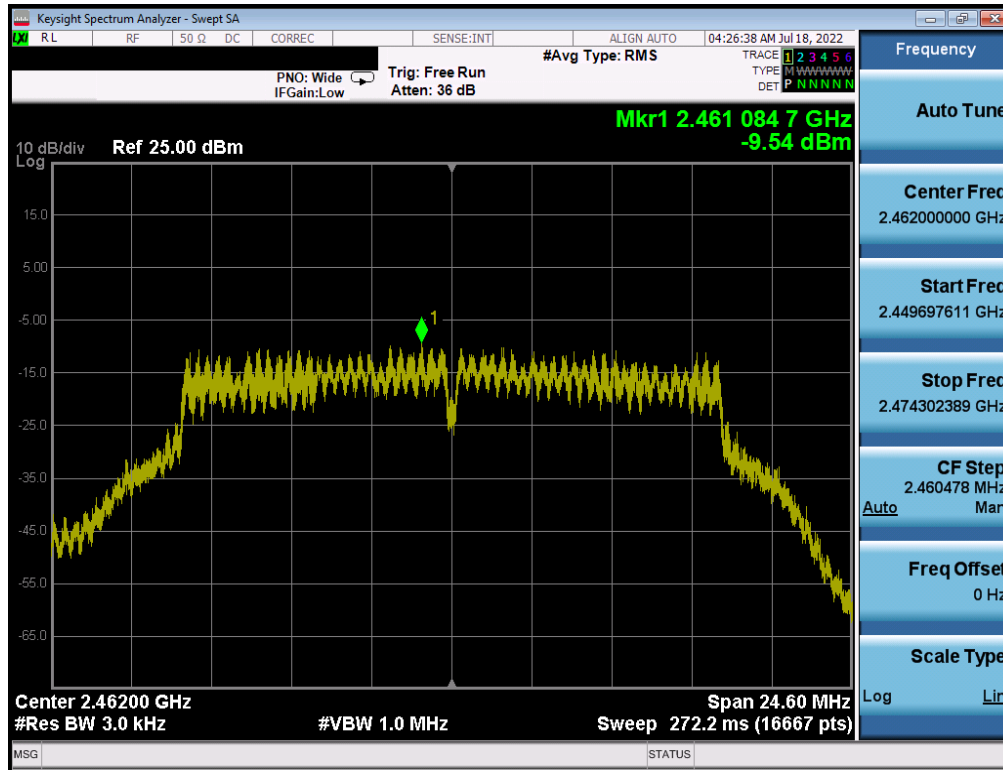 Keysight Spectrum Analyzer - Swept SA
LXI RL RF 50 Ω DC CORREC SENSE:INT ALIGN AUTO 04:26:38 AM Jul 18, 2022
PNO: Wide
IFGain:Low
Trig: Free Run
Atten: 36 dB
#Avg Type: RMS
TRACE 1 2 3 4 5 6
TYPE M W W W W W
DET P N N N N N
Mkr1 2.461 084 7 GHz
-9.54 dBm
10 dB/div Ref 25.00 dBm
Log
15.0
5.00
-5.00
-15.0
-25.0
-35.0
-45.0
-55.0
-65.0
1
Center 2.46200 GHz Span 24.60 MHz
#Res BW 3.0 kHz #VBW 1.0 MHz Sweep 272.2 ms (16667 pts)
MSG STATUS
Frequency
Auto Tune
Center Freq
2.462000000 GHz
Start Freq
2.449697611 GHz
Stop Freq
2.474302389 GHz
CF Step
2.460478 MHz
Auto Man
Freq Offset
0 Hz
Scale Type
Log Lin